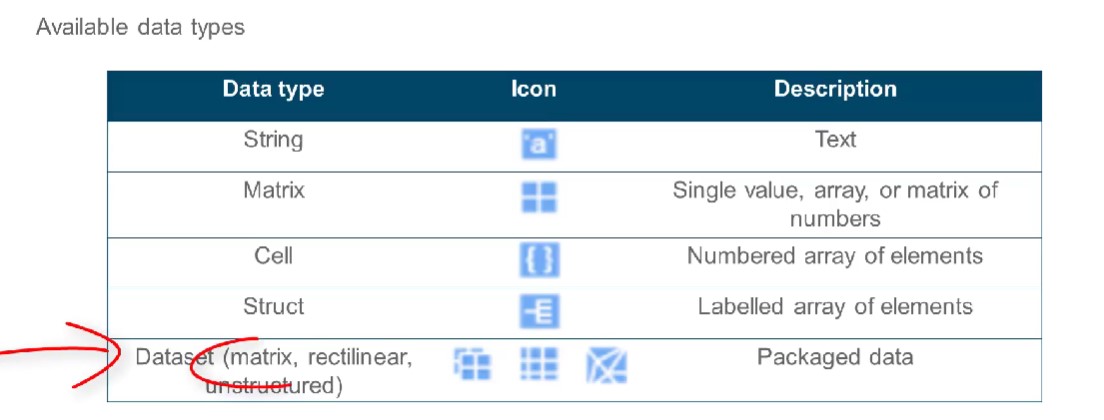 Available data types
Data type Icon Description
String 'a' Text
Matrix Single value, array, or matrix of
numbers
Cell { } Numbered array of elements
Struct Labelled array of elements
Dataset (matrix, rectilinear, Packaged data
unstructured)